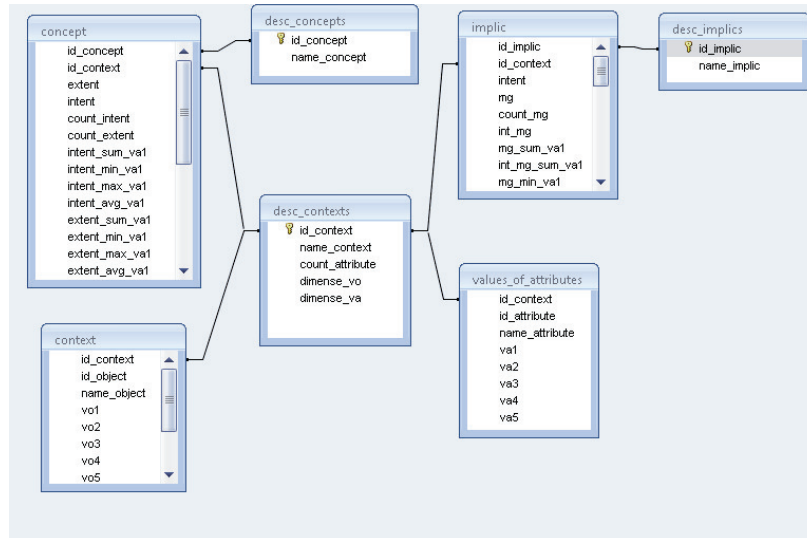 concept
id_concept
id_context
extent
intent
count_intent
count_extent
intent_sum_va1
intent_min_va1
intent_max_va1
intent_avg_va1
extent_sum_va1
extent_min_va1
extent_max_va1
extent_avg_va1
desc_concepts
id_concept
name_concept
implic
id_implic
id_context
intent
mg
count_mg
int_mg
mg_sum_va1
int_mg_sum_va1
mg_min_va1
desc_implics
id_implic
name_implic
desc_contexts
id_context
name_context
count_attribute
dimense_vo
dimense_va
context
id_context
id_object
name_object
vo1
vo2
vo3
vo4
vo5
values_of_attributes
id_context
id_attribute
name_attribute
va1
va2
va3
va4
va5